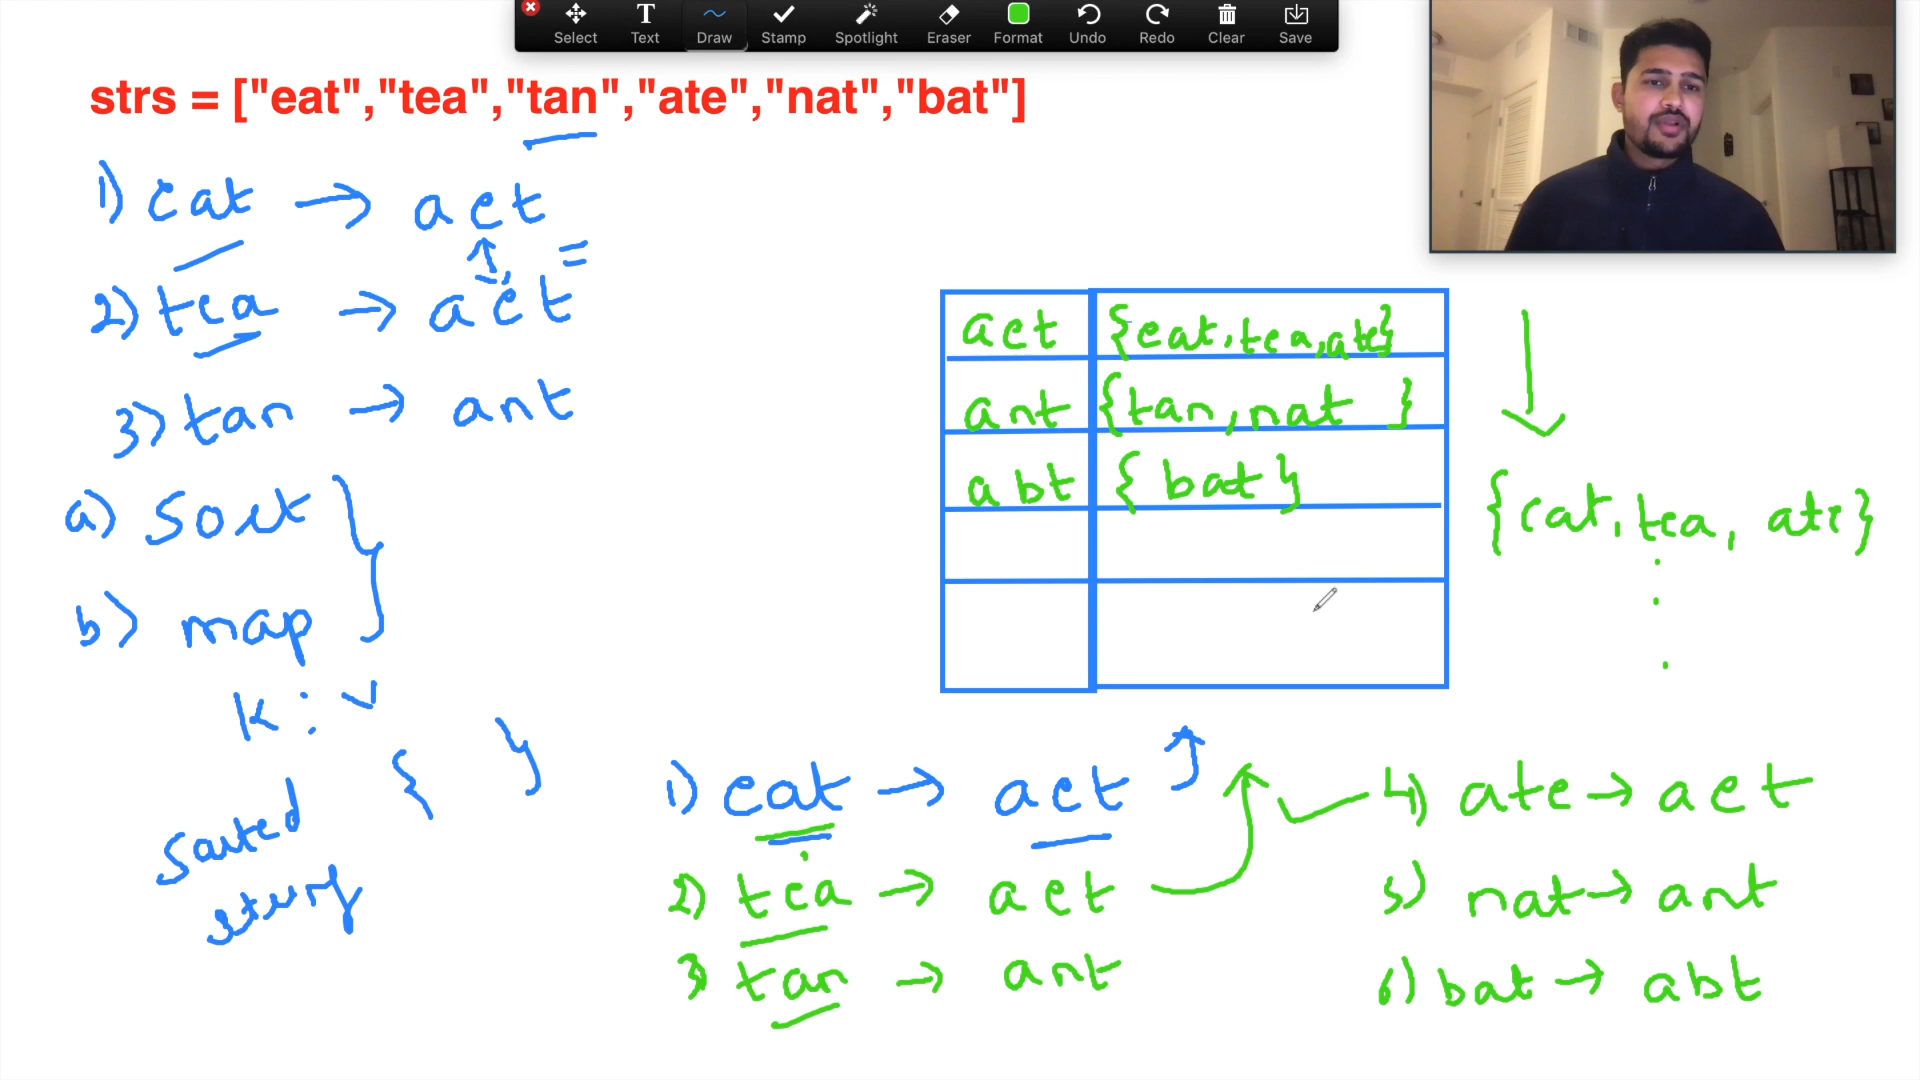 Select Text Draw Stamp Spotlight Eraser Format Undo Redo Clear Save
strs = ["eat","tea","tan","ate","nat","bat"]
1) eat → aet
2) tea → aet =
3) tan → ant
a) sort
b) map
k : v
sorted { }
string
aet {eat, tea, ate}
ant {tan, nat }
abt { bat }
{eat, tea, ate}
.
.
.
1) eat → aet
2) tea → aet
3) tan → ant
4) ate → aet
5) nat → ant
6) bat → abt